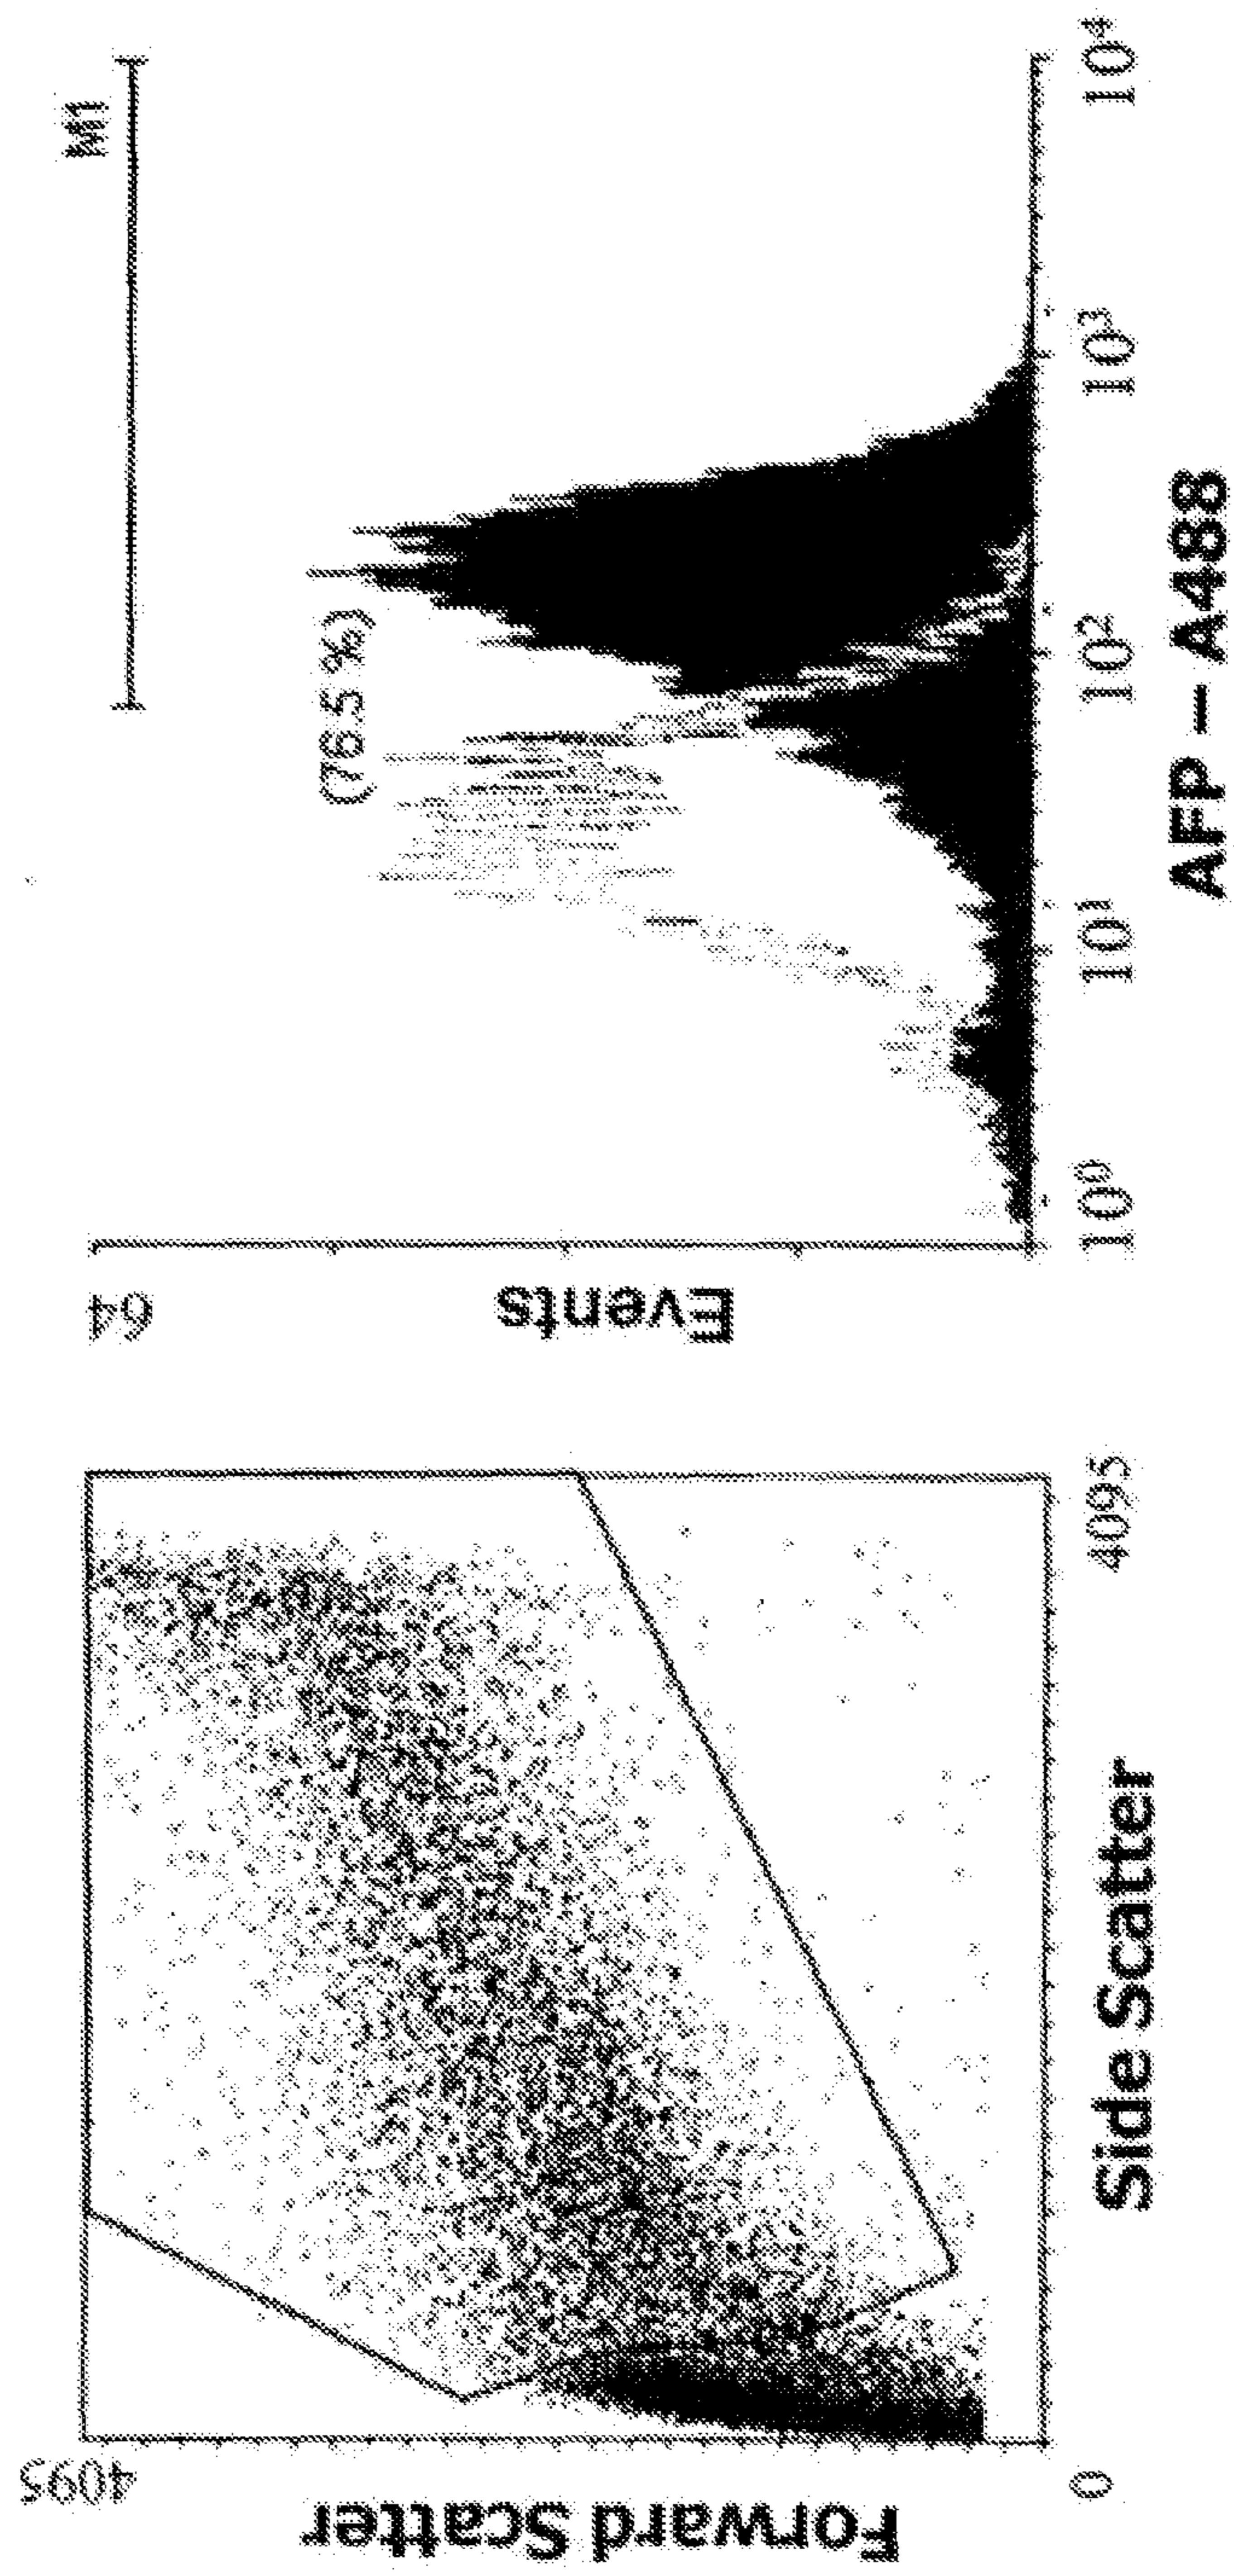 4095
Forward Scatter
0
4095
Side Scatter
64
Events
M1
(76.5 %)
10⁰
10¹
10²
10³
10⁴
AFP — A488